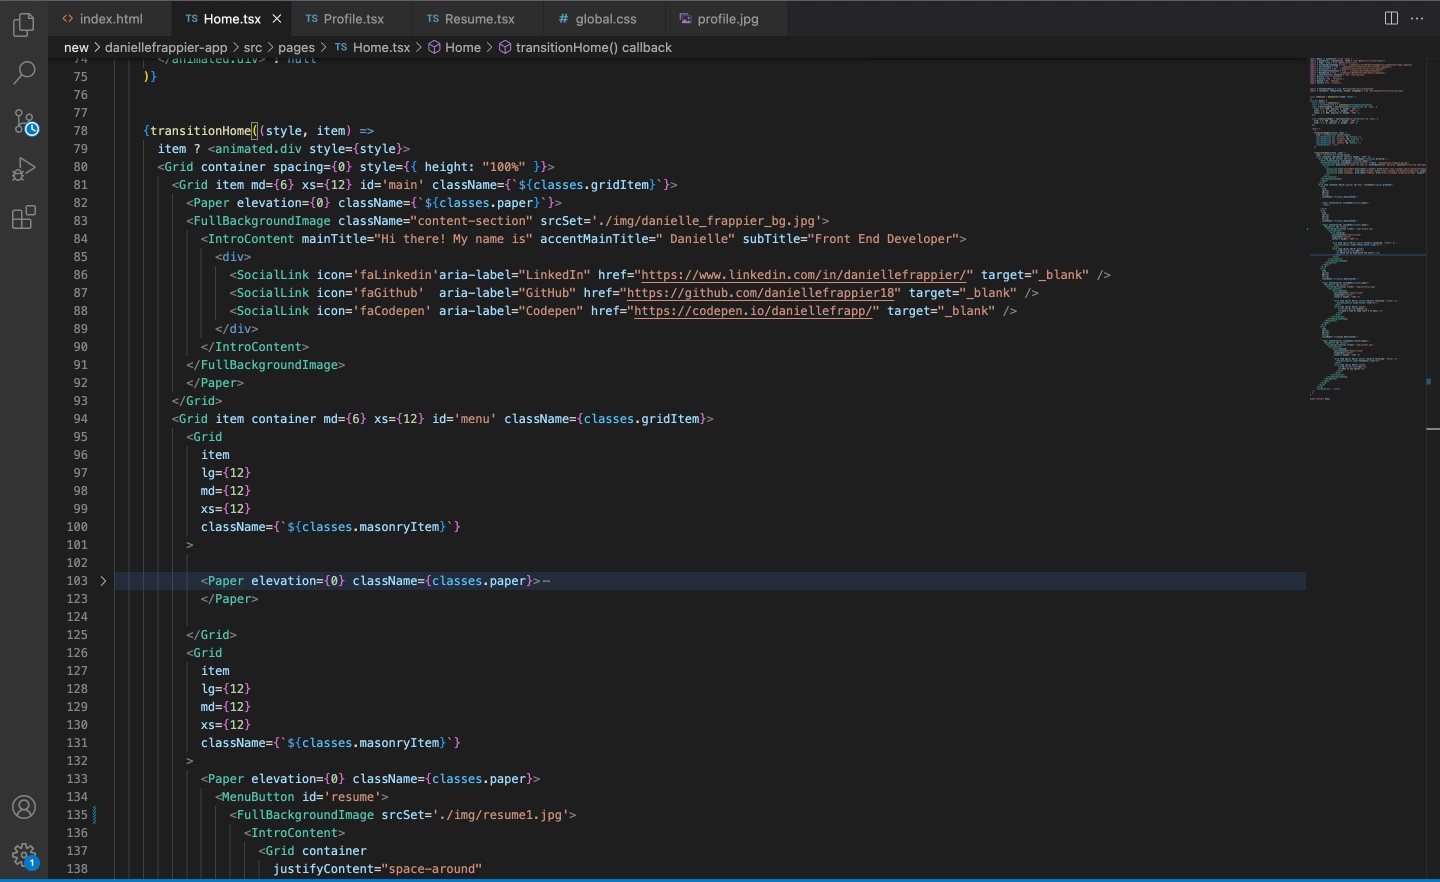 index.html
TS Home.tsx
TS Profile.tsx
TS Resume.tsx
# global.css
profile.jpg
new > daniellefrappier-app > src > pages > TS Home.tsx > Home > transitionHome() callback
74 </animated.div> : null
75 )}
76
77
78 {transitionHome((style, item) =>
79 item ? <animated.div style={style}>
80 <Grid container spacing={0} style={{ height: "100%" }}>
81 <Grid item md={6} xs={12} id='main' className={`${classes.gridItem}`}>
82 <Paper elevation={0} className={`${classes.paper}`}>
83 <FullBackgroundImage className="content-section" srcSet='./img/danielle_frappier_bg.jpg'>
84 <IntroContent mainTitle="Hi there! My name is" accentMainTitle=" Danielle" subTitle="Front End Developer">
85 <div>
86 <SocialLink icon='faLinkedin'aria-label="LinkedIn" href="https://www.linkedin.com/in/daniellefrappier/" target="_blank" />
87 <SocialLink icon='faGithub'  aria-label="GitHub" href="https://github.com/daniellefrappier18" target="_blank" />
88 <SocialLink icon='faCodepen' aria-label="Codepen" href="https://codepen.io/daniellefrapp/" target="_blank" />
89 </div>
90 </IntroContent>
91 </FullBackgroundImage>
92 </Paper>
93 </Grid>
94 <Grid item container md={6} xs={12} id='menu' className={classes.gridItem}>
95 <Grid
96 item
97 lg={12}
98 md={12}
99 xs={12}
100 className={`${classes.masonryItem}`}
101 >
102
103 <Paper elevation={0} className={classes.paper}>⋯
123 </Paper>
124
125 </Grid>
126 <Grid
127 item
128 lg={12}
129 md={12}
130 xs={12}
131 className={`${classes.masonryItem}`}
132 >
133 <Paper elevation={0} className={classes.paper}>
134 <MenuButton id='resume'>
135 <FullBackgroundImage srcSet='./img/resume1.jpg'>
136 <IntroContent>
137 <Grid container
138 justifyContent="space-around"
1